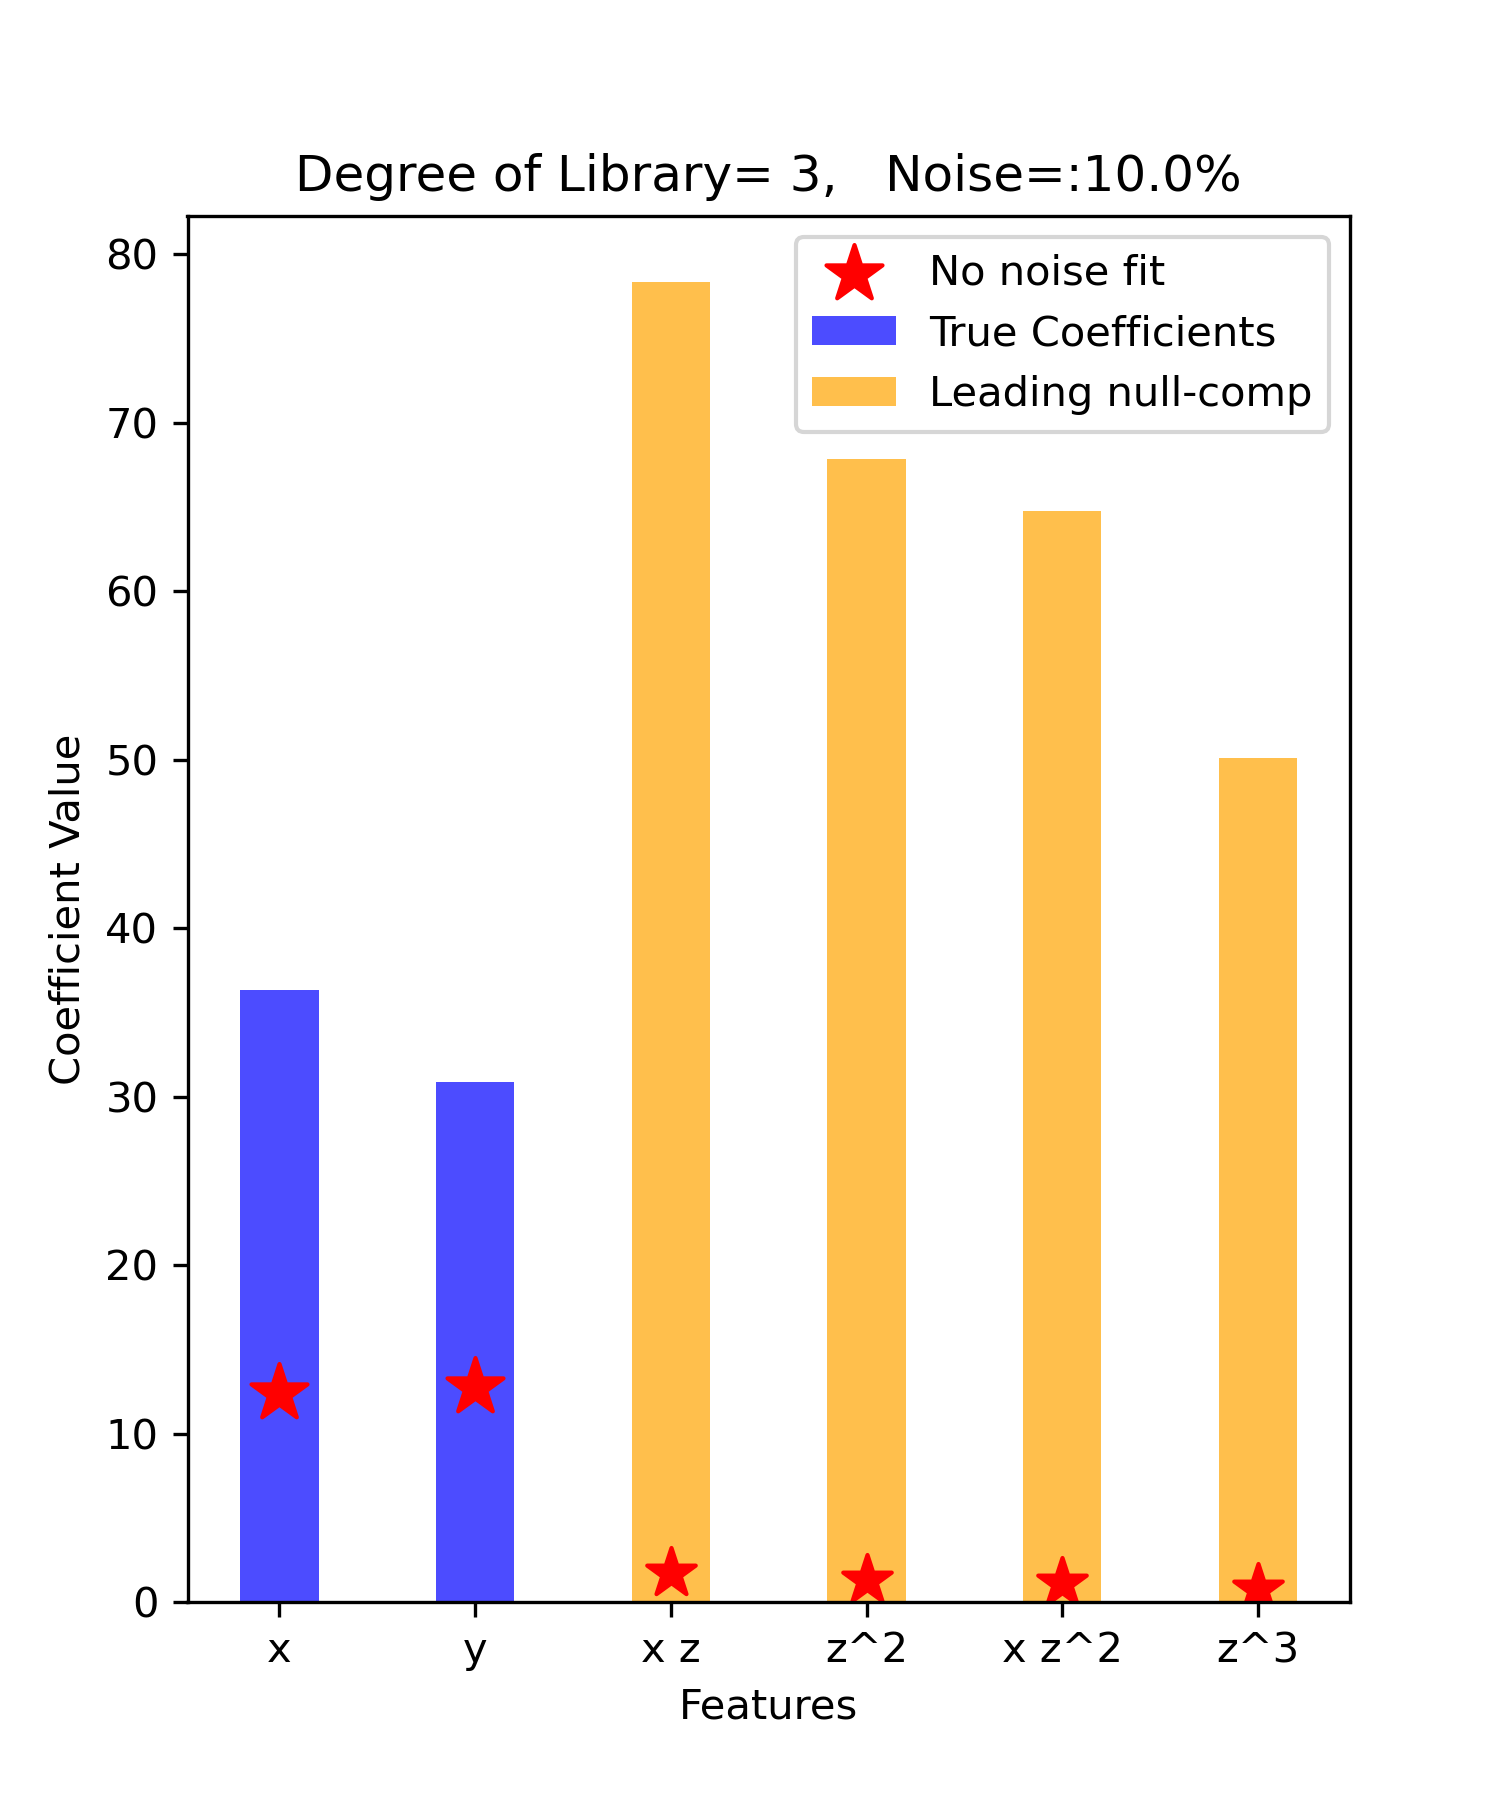 Degree of Library= 3,   Noise=:10.0%
No noise fit
True Coefficients
Leading null-comp
80
70
60
50
40
30
20
10
0
Coefficient Value
x y x z z^2 x z^2 z^3
Features